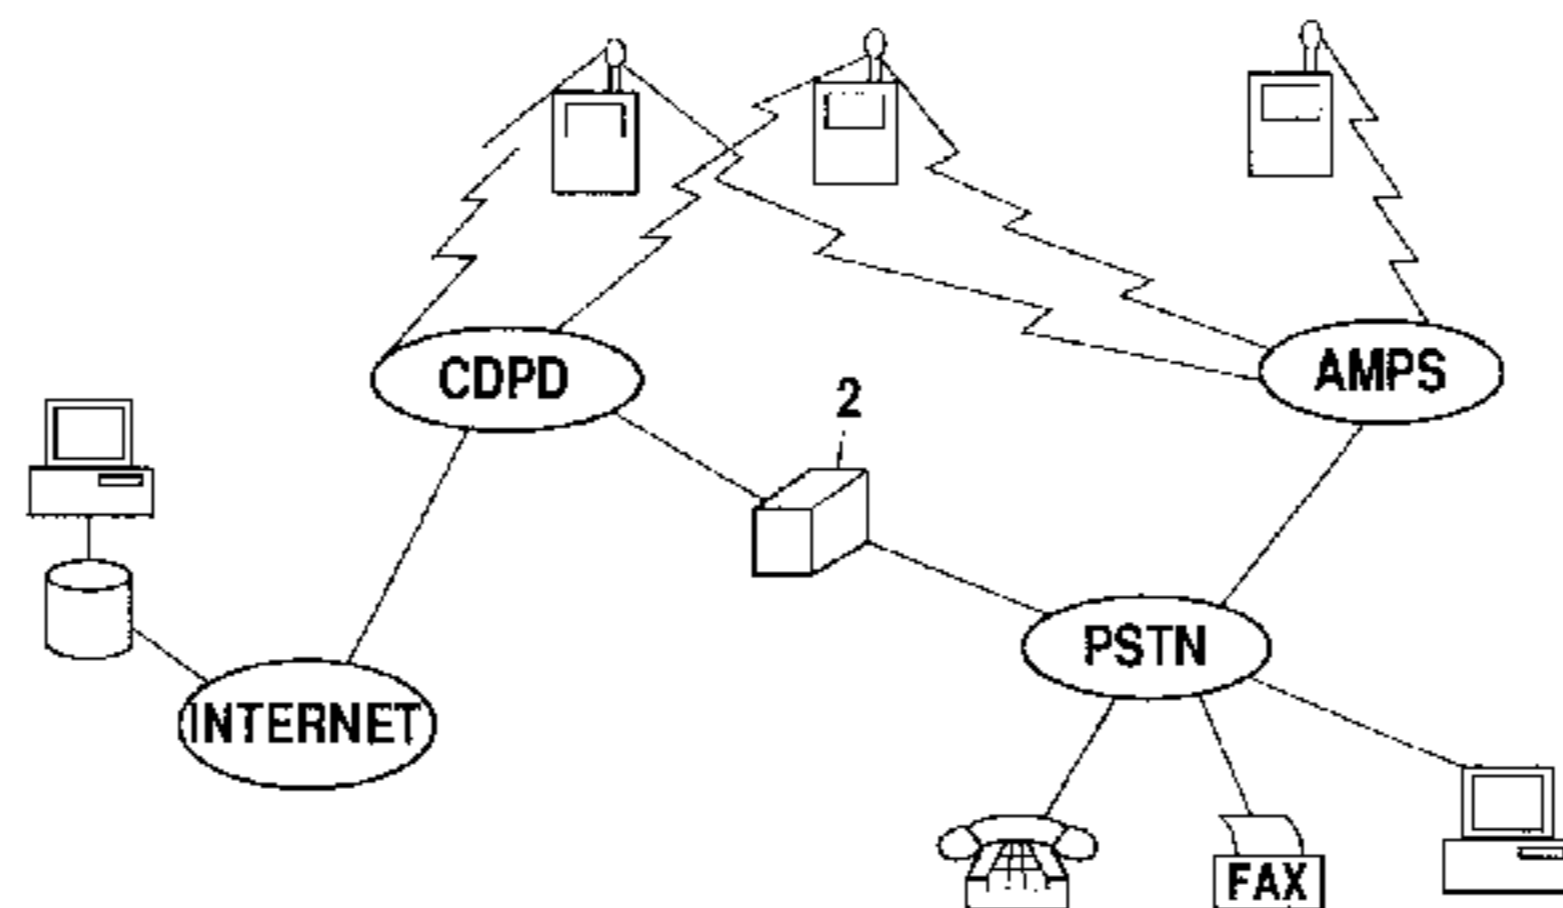 CDPD
AMPS
2
PSTN
INTERNET
FAX